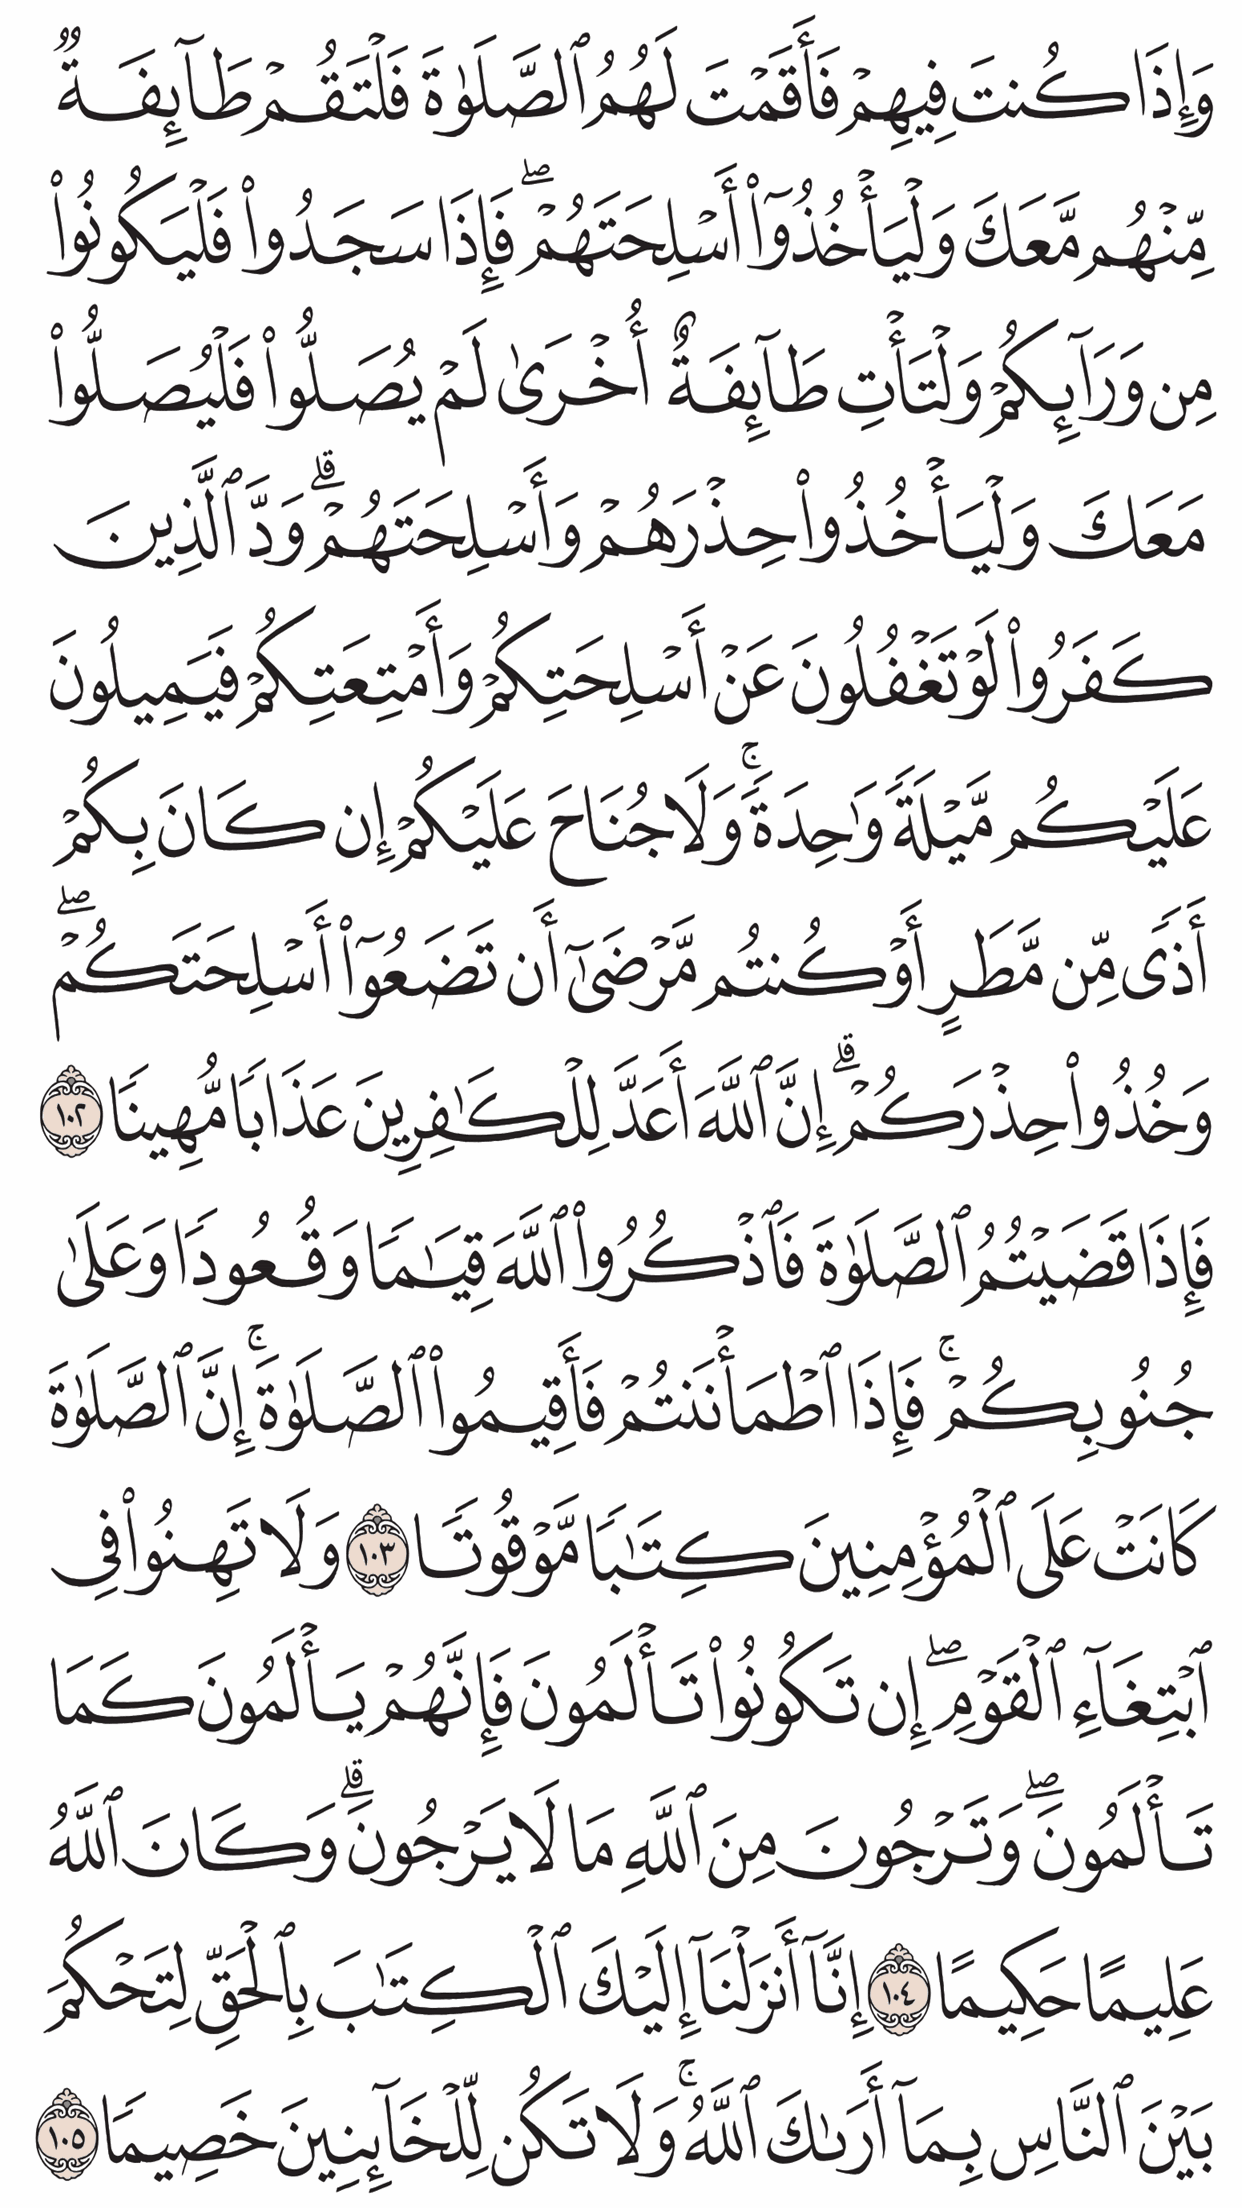 وَإِذَا كُنتَ فِيهِمۡ فَأَقَمۡتَ لَهُمُ ٱلصَّلَوٰةَ فَلۡتَقُمۡ طَآئِفَةٞ
مِّنۡهُم مَّعَكَ وَلۡيَأۡخُذُوٓاْ أَسۡلِحَتَهُمۡۖ فَإِذَا سَجَدُواْ فَلۡيَكُونُواْ
مِن وَرَآئِكُمۡ وَلۡتَأۡتِ طَآئِفَةٌ أُخۡرَىٰ لَمۡ يُصَلُّواْ فَلۡيُصَلُّواْ
مَعَكَ وَلۡيَأۡخُذُواْ حِذۡرَهُمۡ وَأَسۡلِحَتَهُمۡۗ وَدَّ ٱلَّذِينَ
كَفَرُواْ لَوۡ تَغۡفُلُونَ عَنۡ أَسۡلِحَتِكُمۡ وَأَمۡتِعَتِكُمۡ فَيَمِيلُونَ
عَلَيۡكُم مَّيۡلَةٗ وَٰحِدَةٗۚ وَلَا جُنَاحَ عَلَيۡكُمۡ إِن كَانَ بِكُمۡ
أَذٗى مِّن مَّطَرٍ أَوۡ كُنتُم مَّرۡضَىٰٓ أَن تَضَعُوٓاْ أَسۡلِحَتَكُمۡۖ
وَخُذُواْ حِذۡرَكُمۡۗ إِنَّ ٱللَّهَ أَعَدَّ لِلۡكَٰفِرِينَ عَذَابٗا مُّهِينٗا ١٠٢
فَإِذَا قَضَيۡتُمُ ٱلصَّلَوٰةَ فَٱذۡكُرُواْ ٱللَّهَ قِيَٰمٗا وَقُعُودٗا وَعَلَىٰ
جُنُوبِكُمۡۚ فَإِذَا ٱطۡمَأۡنَنتُمۡ فَأَقِيمُواْ ٱلصَّلَوٰةَۚ إِنَّ ٱلصَّلَوٰةَ
كَانَتۡ عَلَى ٱلۡمُؤۡمِنِينَ كِتَٰبٗا مَّوۡقُوتٗا ١٠٣ وَلَا تَهِنُواْ فِي
ٱبۡتِغَآءِ ٱلۡقَوۡمِۖ إِن تَكُونُواْ تَأۡلَمُونَ فَإِنَّهُمۡ يَأۡلَمُونَ كَمَا
تَأۡلَمُونَۖ وَتَرۡجُونَ مِنَ ٱللَّهِ مَا لَا يَرۡجُونَۗ وَكَانَ ٱللَّهُ
عَلِيمًا حَكِيمًا ١٠٤ إِنَّآ أَنزَلۡنَآ إِلَيۡكَ ٱلۡكِتَٰبَ بِٱلۡحَقِّ لِتَحۡكُمَ
بَيۡنَ ٱلنَّاسِ بِمَآ أَرَىٰكَ ٱللَّهُۚ وَلَا تَكُن لِّلۡخَآئِنِينَ خَصِيمٗا ١٠٥